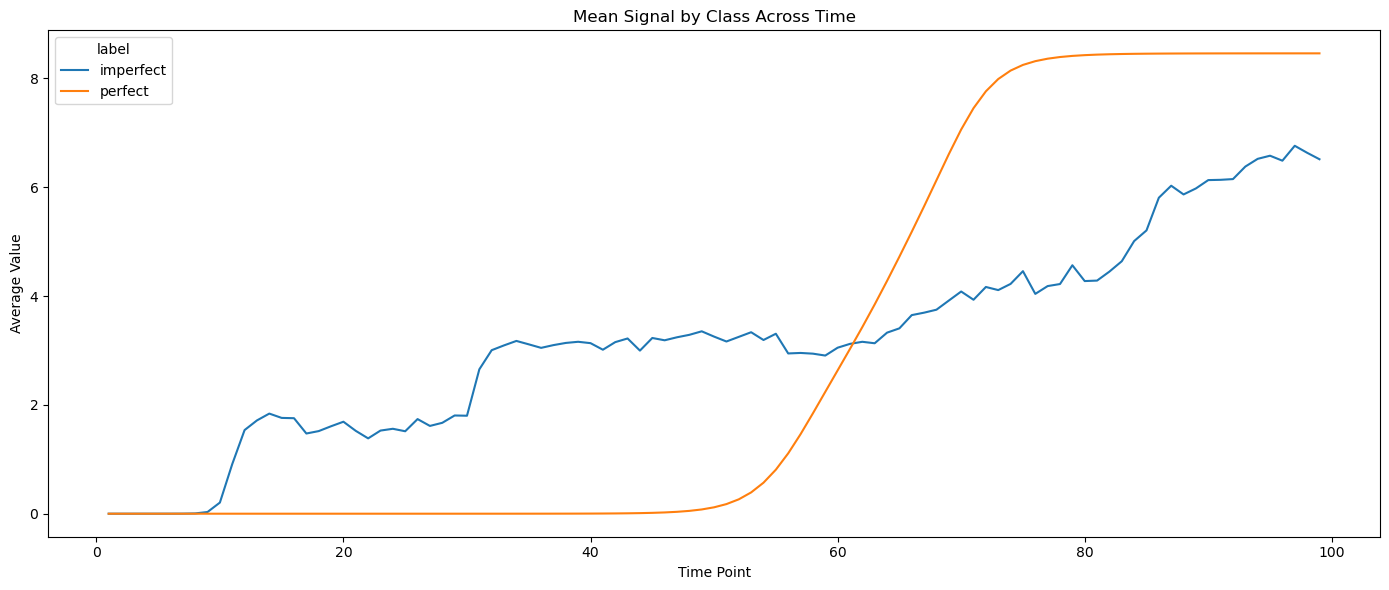 Mean Signal by Class Across Time
label
imperfect
perfect
Average Value
8
6
4
2
0
0 20 40 60 80 100
Time Point